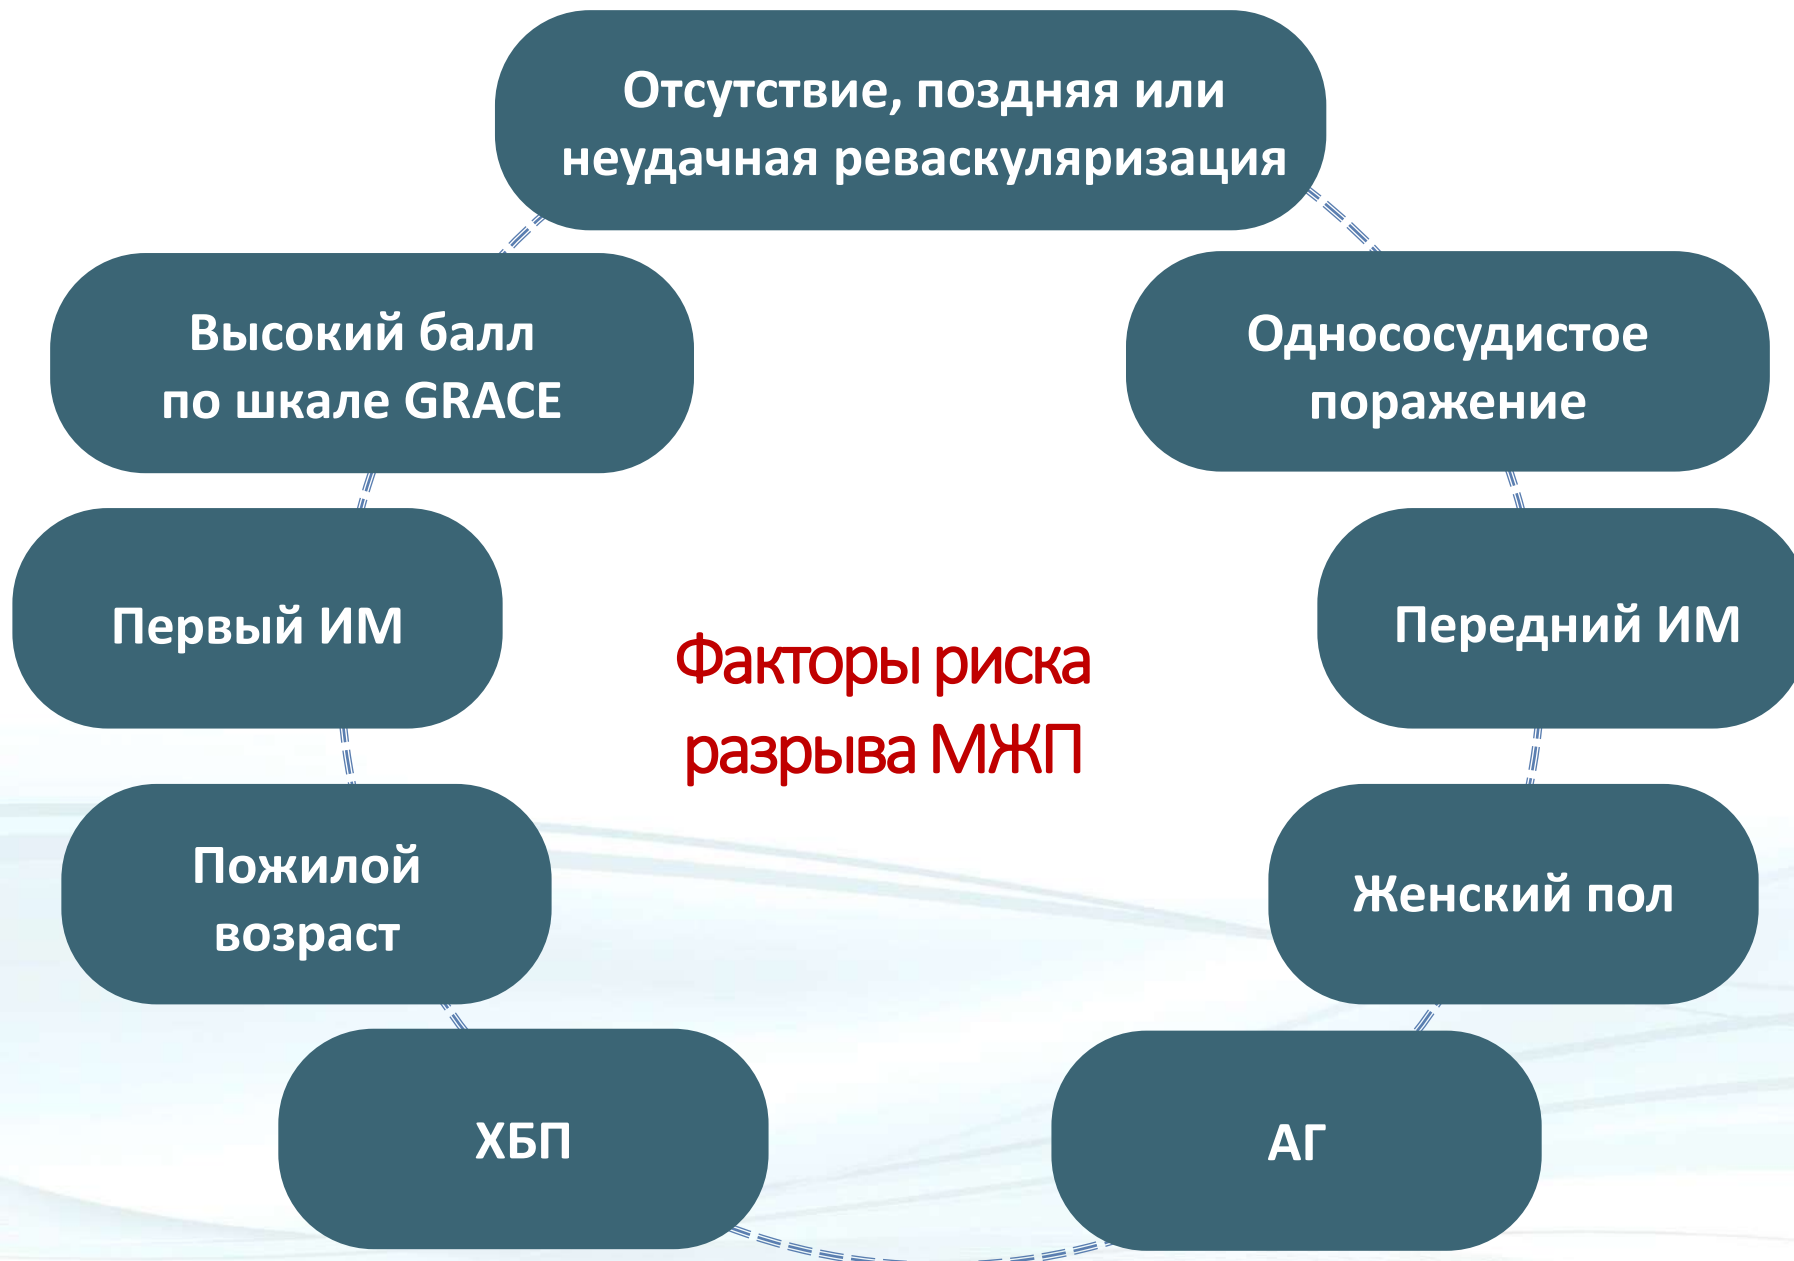 Отсутствие, поздняя или
неудачная реваскуляризация
Высокий балл
по шкале GRACE
Однососудистое
поражение
Первый ИМ
Передний ИМ
Факторы риска
разрыва МЖП
Пожилой
возраст
Женский пол
ХБП
АГ